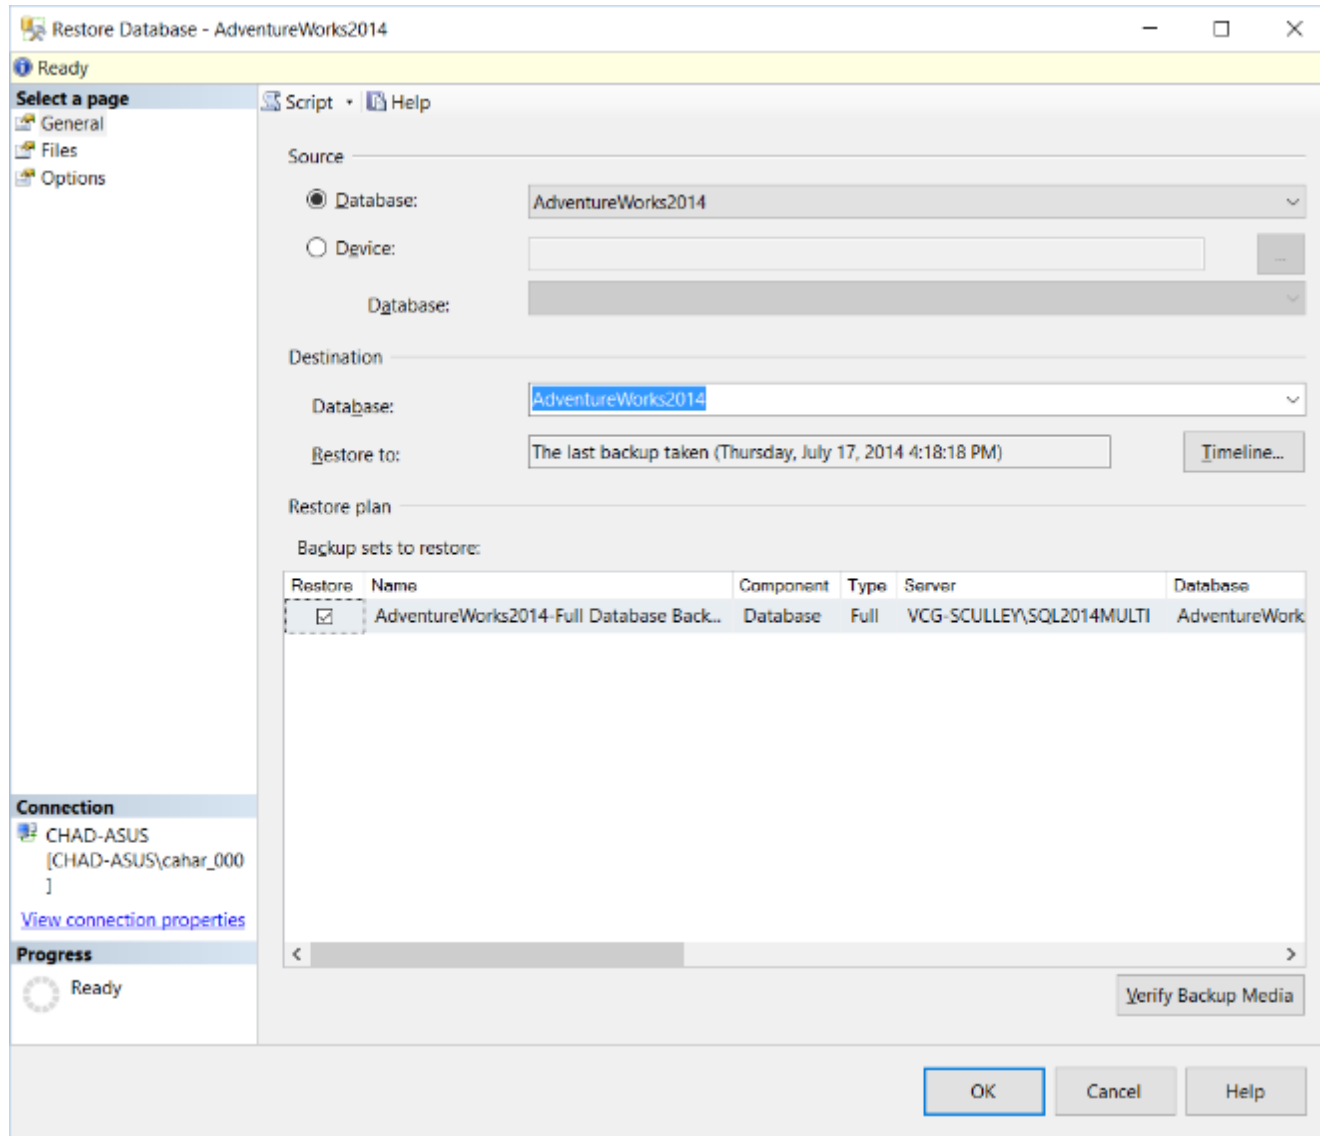 Restore Database - AdventureWorks2014
Ready
Select a page
General
Files
Options
Script Help
Source
Database: AdventureWorks2014
Device: ...
Database:
Destination
Database: AdventureWorks2014
Restore to: The last backup taken (Thursday, July 17, 2014 4:18:18 PM) Timeline...
Restore plan
Backup sets to restore:
Restore Name Component Type Server Database
AdventureWorks2014-Full Database Back... Database Full VCG-SCULLEY\SQL2014MULTI AdventureWork
Connection
CHAD-ASUS
[CHAD-ASUS\cahar_000
]
View connection properties
Progress
Ready
Verify Backup Media
OK Cancel Help